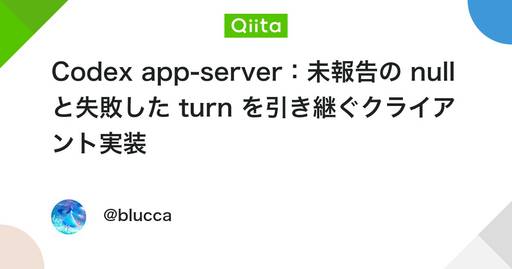 Qiita
Codex app-server：未報告の null
と失敗した turn を引き継ぐクライア
ント実装
@blucca